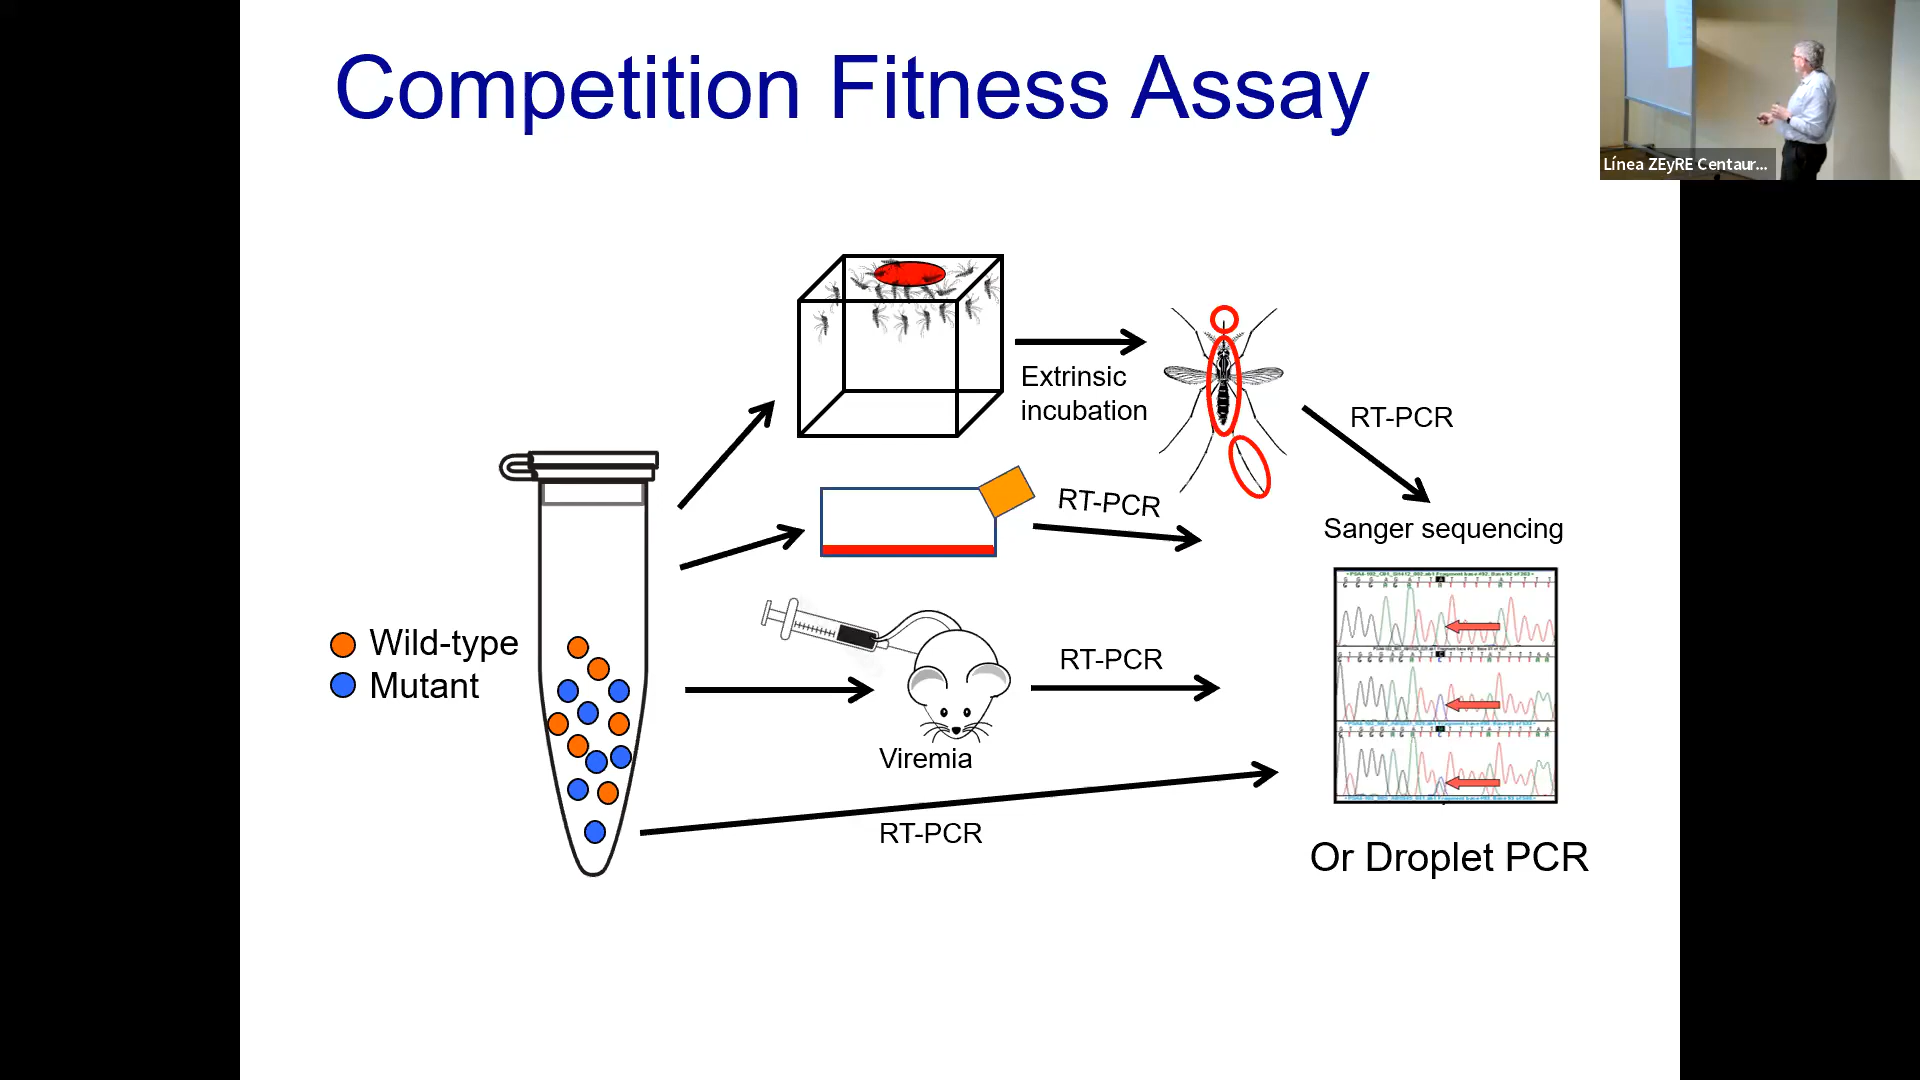 Competition Fitness Assay
Línea ZEyRE Centaur...
Extrinsic
incubation
RT-PCR
RT-PCR
Sanger sequencing
Wild-type
Mutant
RT-PCR
Viremia
RT-PCR
Or Droplet PCR